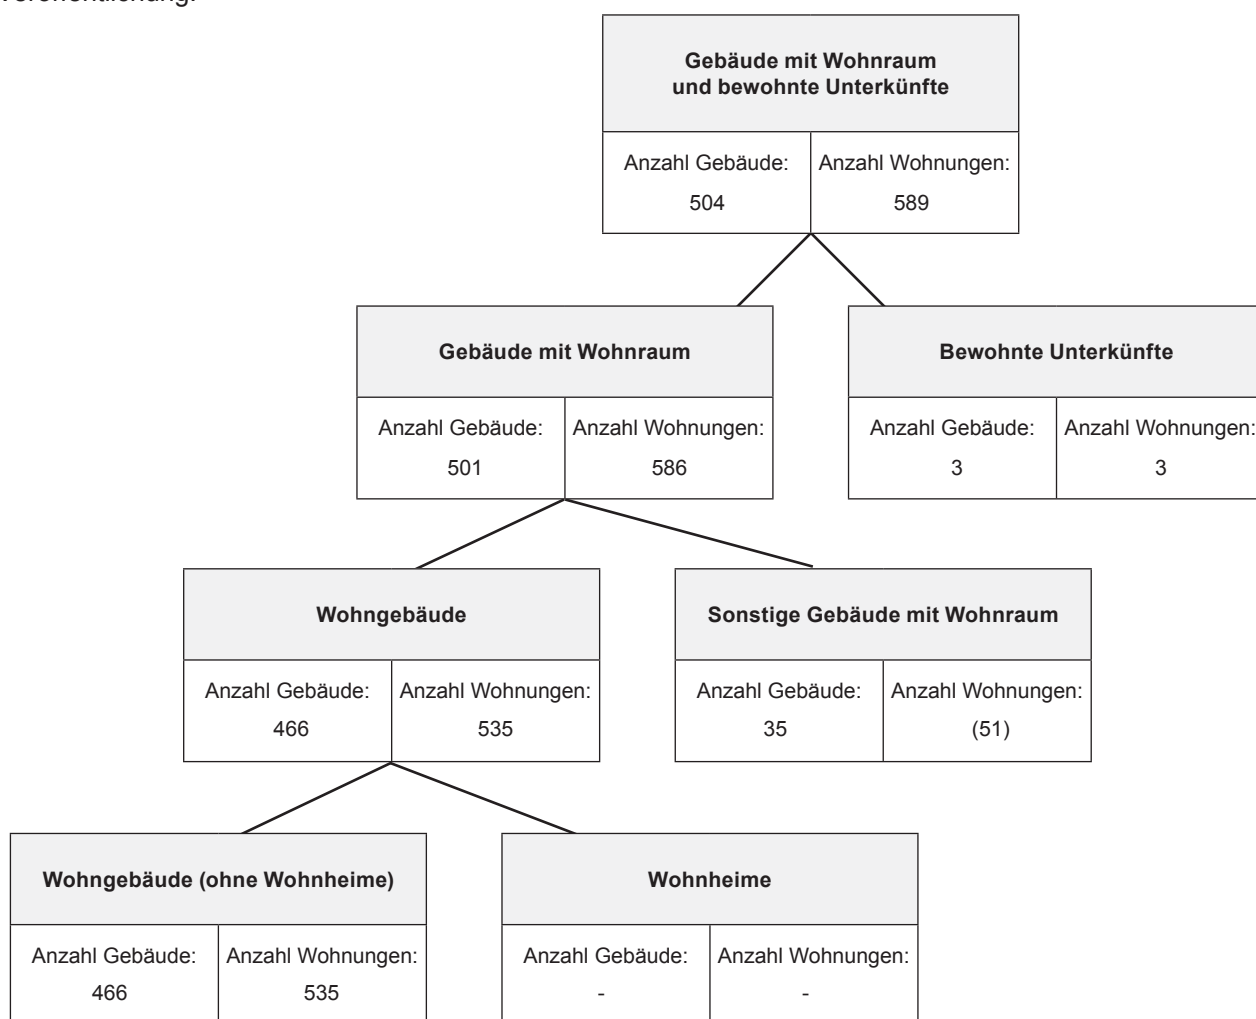 Veröffentlichung.
Gebäude mit Wohnraum
und bewohnte Unterkünfte
Anzahl Gebäude:
504
Anzahl Wohnungen:
589
Gebäude mit Wohnraum
Anzahl Gebäude:
501
Anzahl Wohnungen:
586
Bewohnte Unterkünfte
Anzahl Gebäude:
3
Anzahl Wohnungen:
3
Wohngebäude
Anzahl Gebäude:
466
Anzahl Wohnungen:
535
Sonstige Gebäude mit Wohnraum
Anzahl Gebäude:
35
Anzahl Wohnungen:
(51)
Wohngebäude (ohne Wohnheime)
Anzahl Gebäude:
466
Anzahl Wohnungen:
535
Wohnheime
Anzahl Gebäude:
-
Anzahl Wohnungen:
-